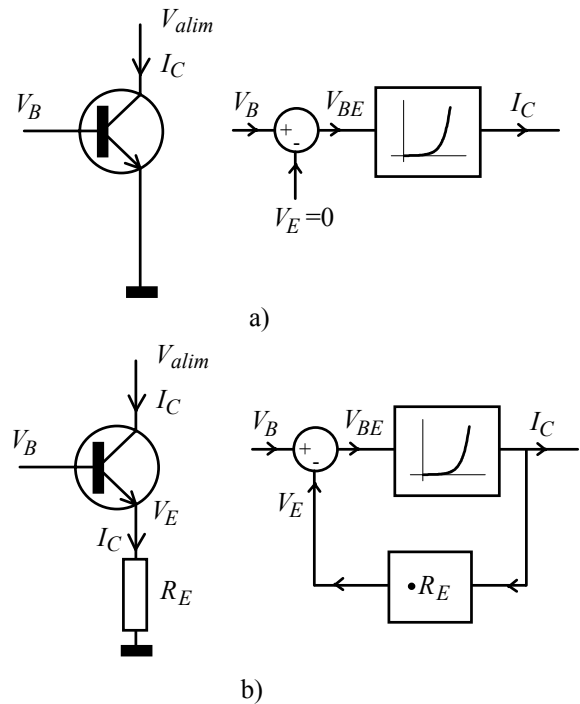 V_alim
I_C
V_B
V_B
V_BE
I_C
+
-
V_E =0
a)
V_alim
I_C
V_B
V_E
I_C
R_E
V_B
V_BE
I_C
+
-
V_E
•R_E
b)